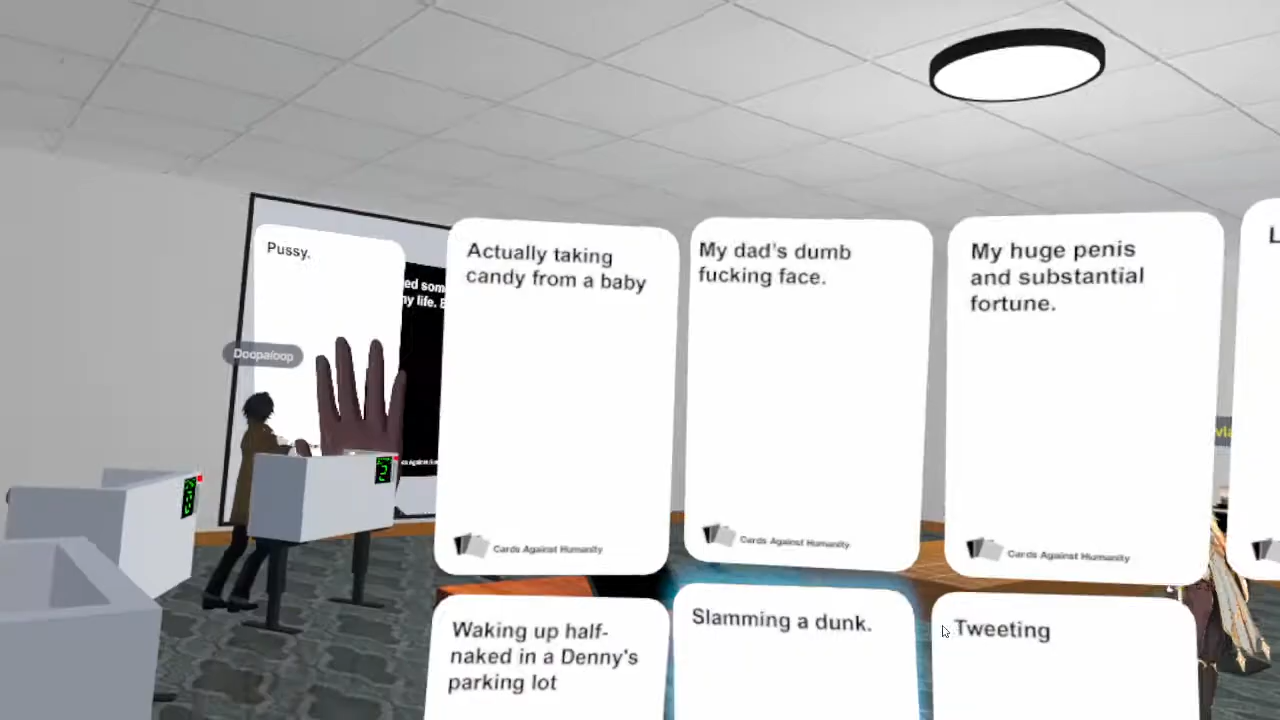 Pussy.
Doopaloop
Actually taking
candy from a baby
Cards Against Humanity
My dad's dumb
fucking face.
Cards Against Humanity
My huge penis
and substantial
fortune.
Cards Against Humanity
Waking up half-
naked in a Denny's
parking lot
Slamming a dunk.
Tweeting